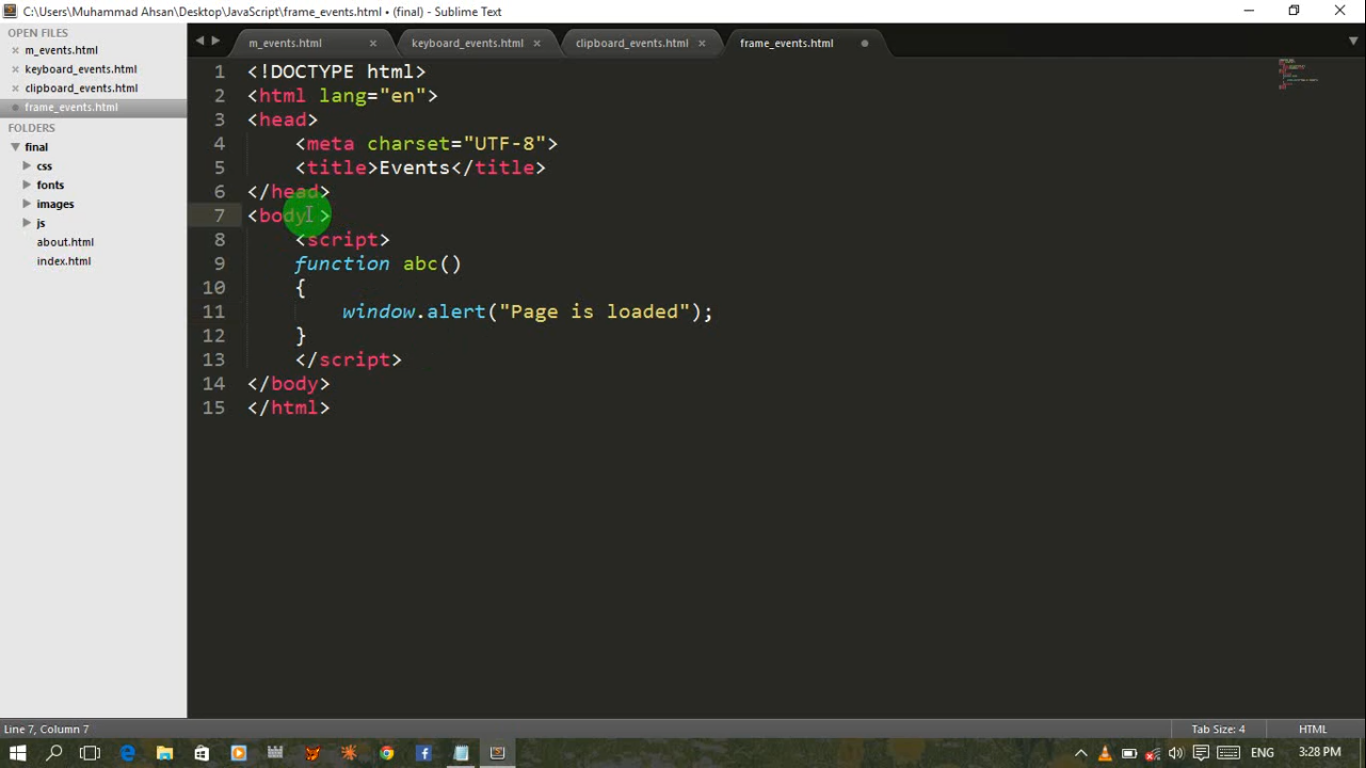 C:\Users\Muhammad Ahsan\Desktop\JavaScript\frame_events.html • (final) - Sublime Text
OPEN FILES
m_events.html
keyboard_events.html
clipboard_events.html
frame_events.html
FOLDERS
final
css
fonts
images
js
about.html
index.html
m_events.html keyboard_events.html clipboard_events.html frame_events.html
1 <!DOCTYPE html>
2 <html lang="en">
3 <head>
4 <meta charset="UTF-8">
5 <title>Events</title>
6 </head>
7 <body >
8 <script>
9 function abc()
10 {
11 window.alert("Page is loaded");
12 }
13 </script>
14 </body>
15 </html>
Line 7, Column 7 Tab Size: 4 HTML
ENG 3:28 PM